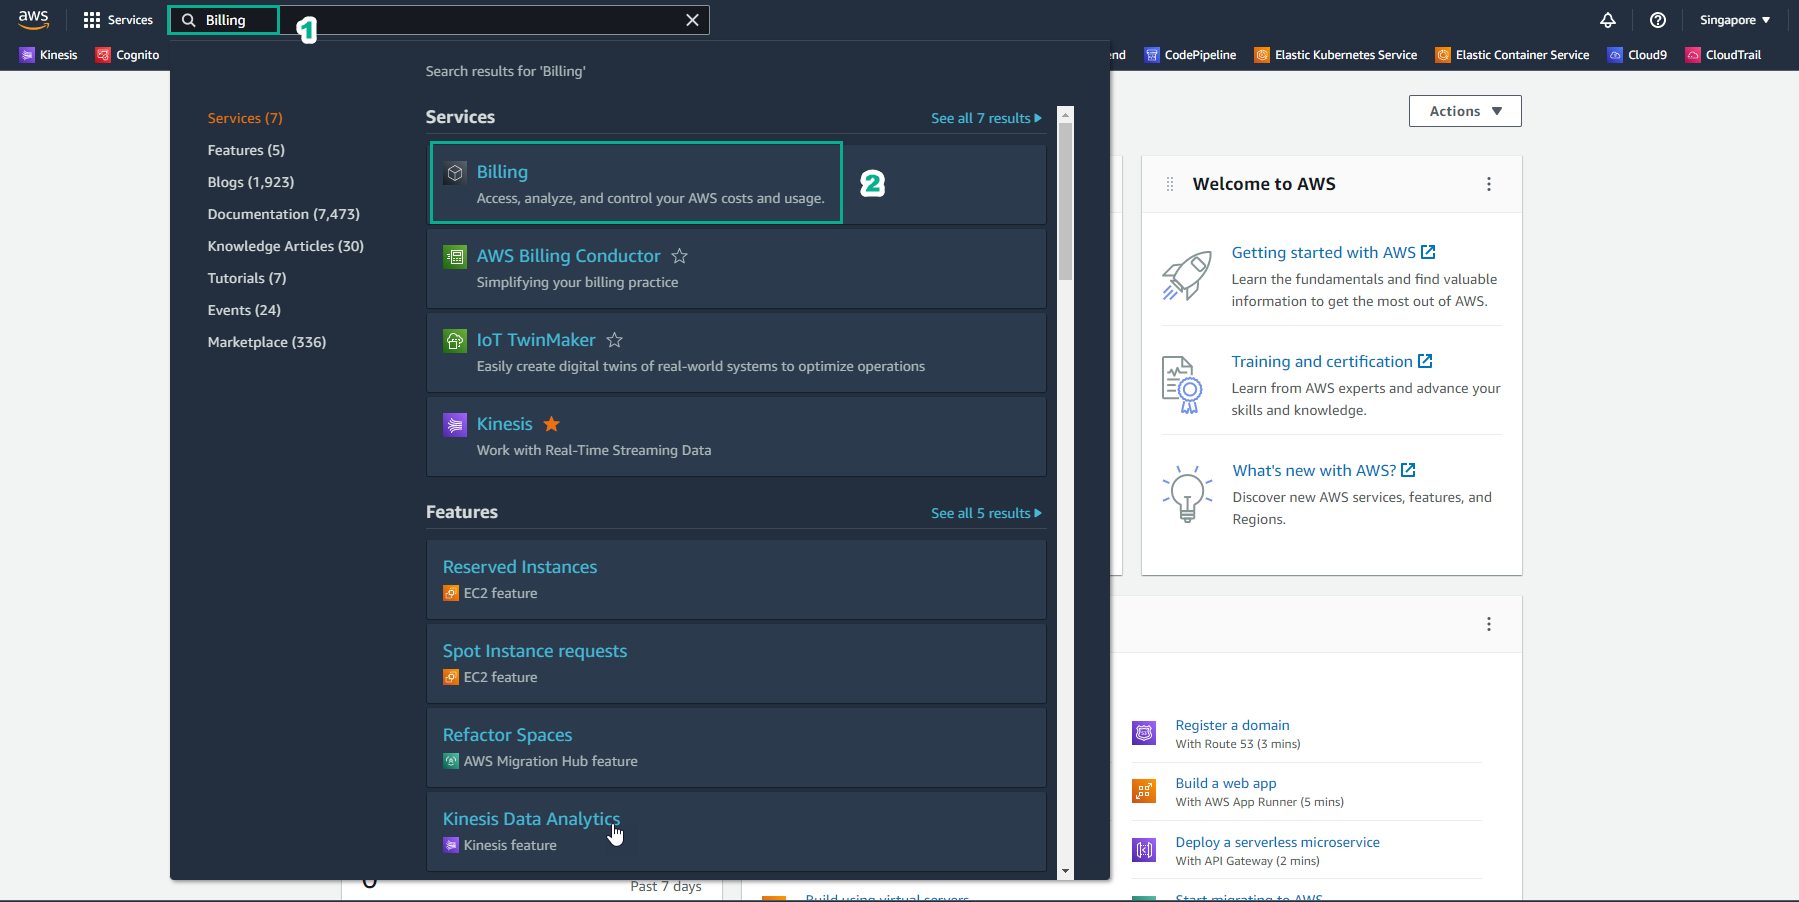 aws
Services
Billing
1
Singapore
Kinesis
Cognito
nd
CodePipeline
Elastic Kubernetes Service
Elastic Container Service
Cloud9
CloudTrail
Search results for 'Billing'
Services (7)
Features (5)
Blogs (1,923)
Documentation (7,473)
Knowledge Articles (30)
Tutorials (7)
Events (24)
Marketplace (336)
Services
See all 7 results
Billing
Access, analyze, and control your AWS costs and usage.
2
AWS Billing Conductor
Simplifying your billing practice
IoT TwinMaker
Easily create digital twins of real-world systems to optimize operations
Kinesis
Work with Real-Time Streaming Data
Features
See all 5 results
Reserved Instances
EC2 feature
Spot Instance requests
EC2 feature
Refactor Spaces
AWS Migration Hub feature
Kinesis Data Analytics
Kinesis feature
Actions
Welcome to AWS
Getting started with AWS
Learn the fundamentals and find valuable
information to get the most out of AWS.
Training and certification
Learn from AWS experts and advance your
skills and knowledge.
What's new with AWS?
Discover new AWS services, features, and
Regions.
Register a domain
With Route 53 (3 mins)
Build a web app
With AWS App Runner (5 mins)
Deploy a serverless microservice
With API Gateway (2 mins)
Start migrating to AWS
0
Past 7 days
Build using virtual servers